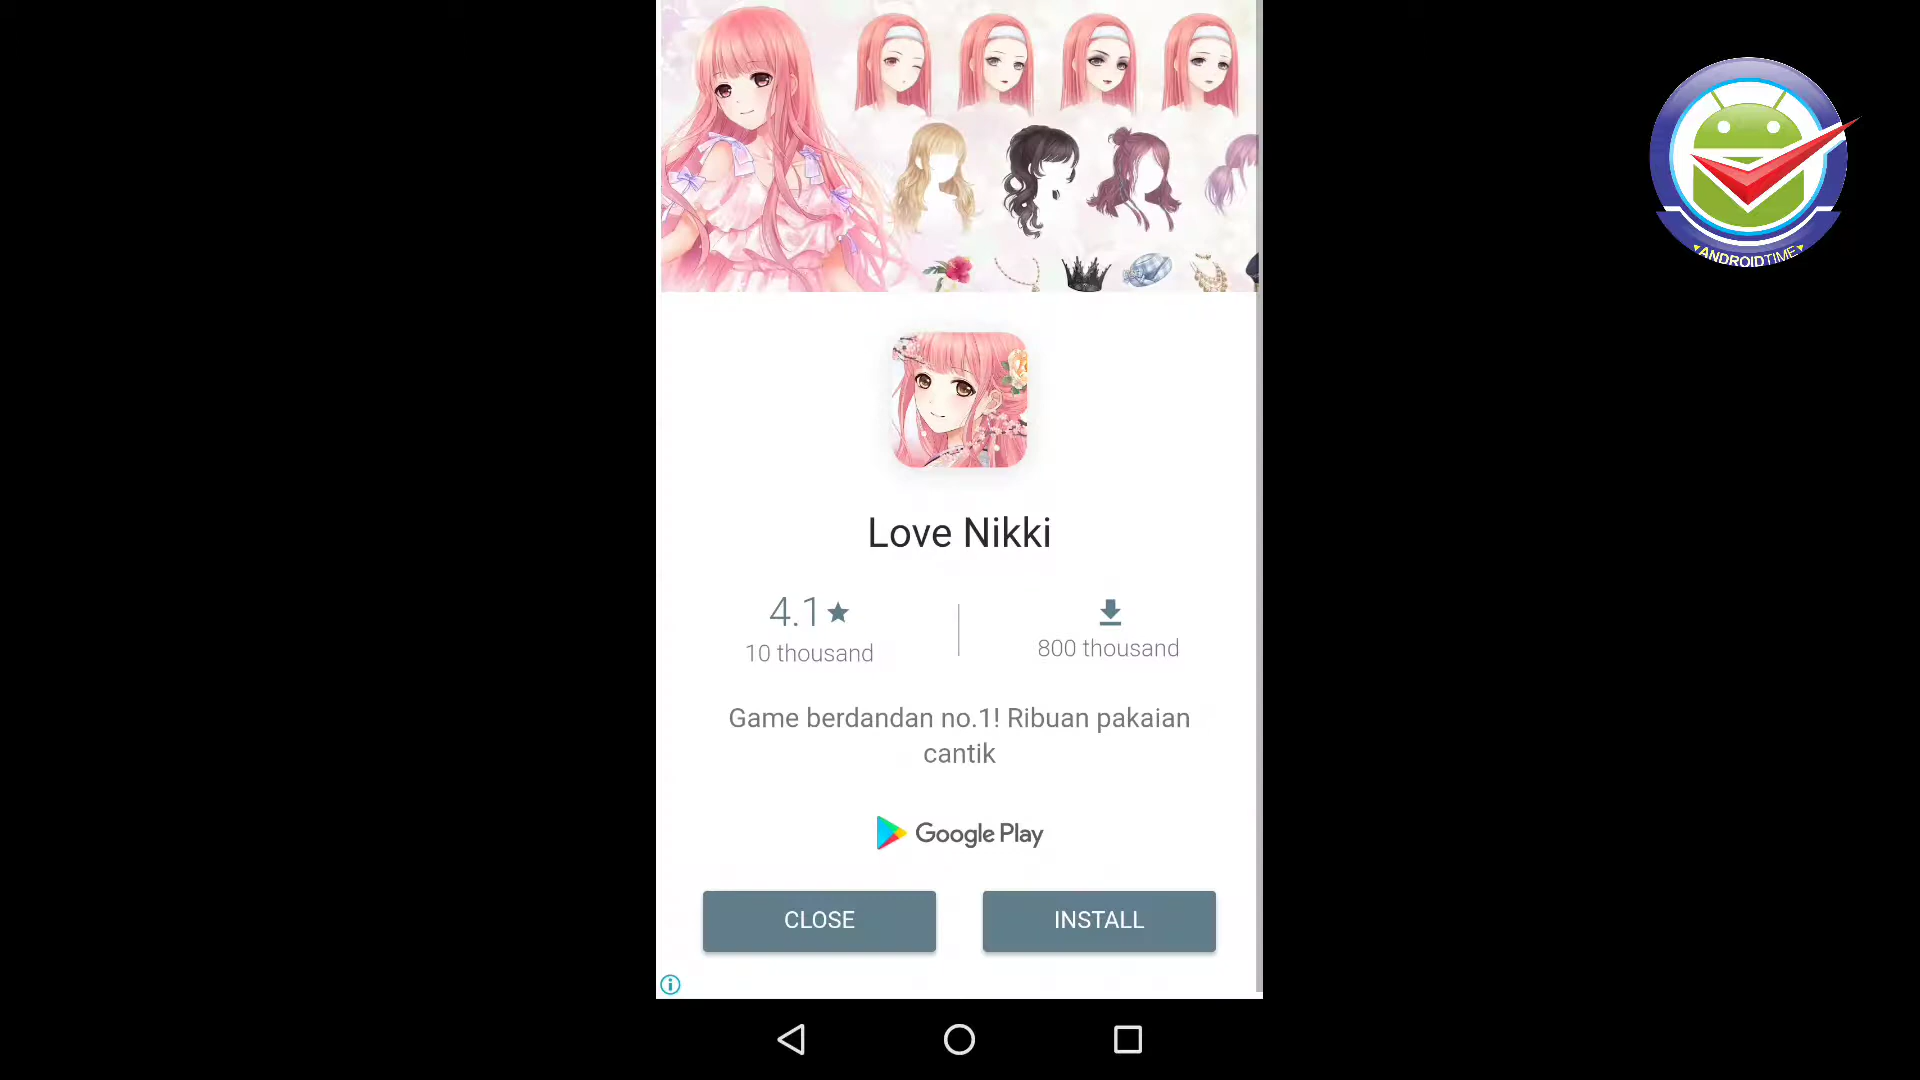 ANDROIDTIME
Love Nikki
4.1
10 thousand
800 thousand
Game berdandan no.1! Ribuan pakaian
cantik
Google Play
CLOSE
INSTALL